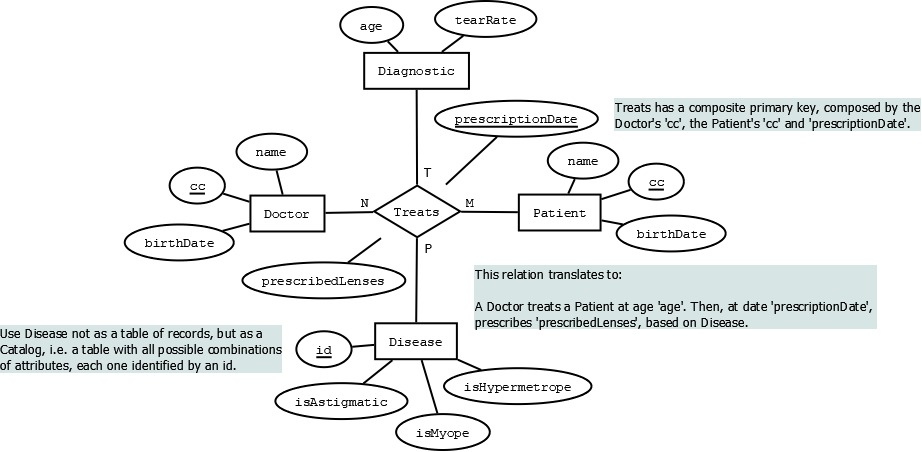 age
tearRate
Diagnostic
Treats has a composite primary key, composed by the
Doctor's 'cc', the Patient's 'cc' and 'prescriptionDate'.
prescriptionDate
name
name
T
cc
cc
Doctor
N
Treats
M
Patient
birthDate
birthDate
P
prescribedLenses
This relation translates to:
A Doctor treats a Patient at age 'age'. Then, at date 'prescriptionDate',
prescribes 'prescribedLenses', based on Disease.
Use Disease not as a table of records, but as a
Catalog, i.e. a table with all possible combinations
of attributes, each one identified by an id.
id
Disease
isHypermetrope
isAstigmatic
isMyope